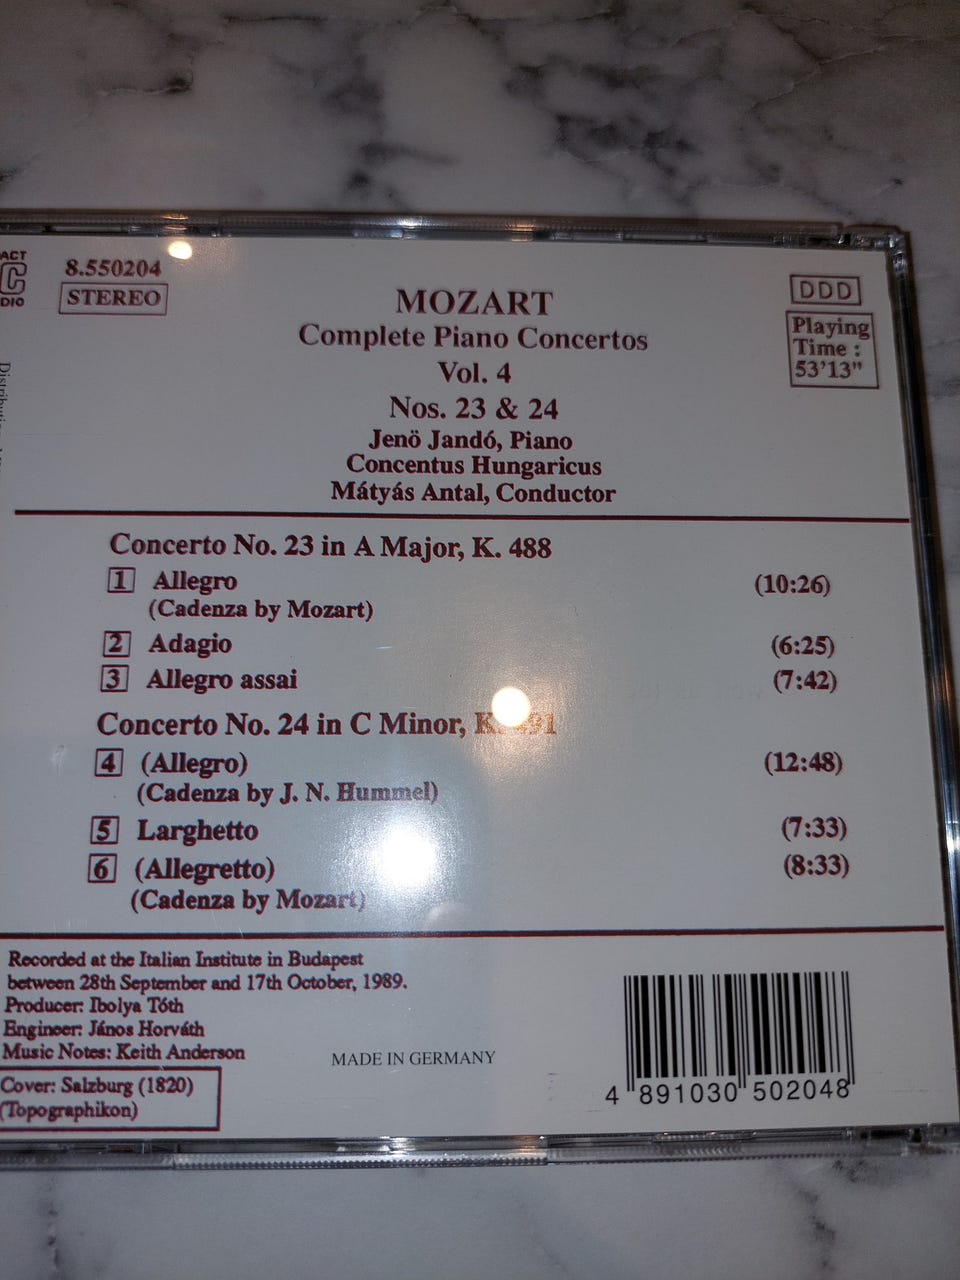 ACT
DIO
8.550204
STEREO
MOZART
Complete Piano Concertos
Vol. 4
Nos. 23 & 24
Jenö Jandó, Piano
Concentus Hungaricus
Mátyás Antal, Conductor
DDD
Playing
Time :
53'13"
Concerto No. 23 in A Major, K. 488
1 Allegro (10:26)
(Cadenza by Mozart)
2 Adagio (6:25)
3 Allegro assai (7:42)
Concerto No. 24 in C Minor, K. 491
4 (Allegro) (12:48)
(Cadenza by J. N. Hummel)
5 Larghetto (7:33)
6 (Allegretto) (8:33)
(Cadenza by Mozart)
Recorded at the Italian Institute in Budapest
between 28th September and 17th October, 1989.
Producer: Ibolya Tóth
Engineer: János Horváth
Music Notes: Keith Anderson
Cover: Salzburg (1820)
(Topographikon)
MADE IN GERMANY
4 891030 502048